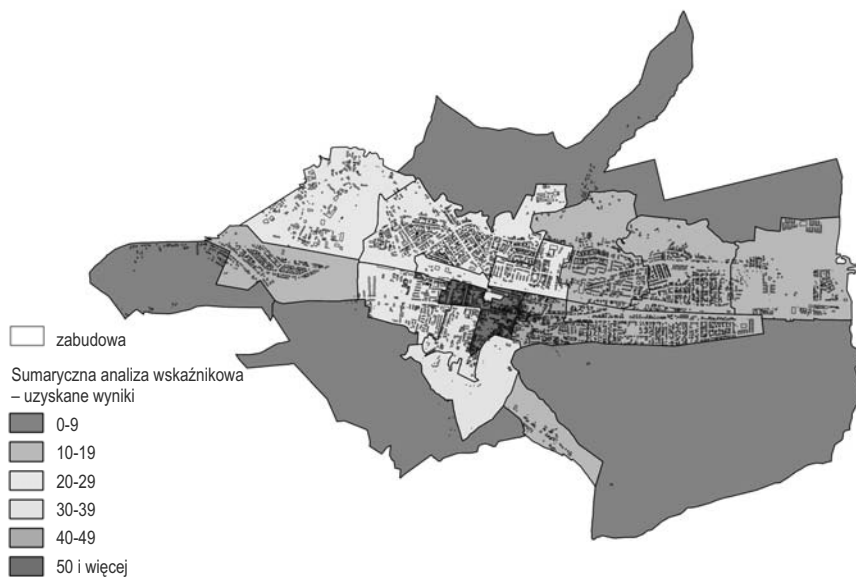 zabudowa
Sumaryczna analiza wskaźnikowa
– uzyskane wyniki
0-9
10-19
20-29
30-39
40-49
50 i więcej